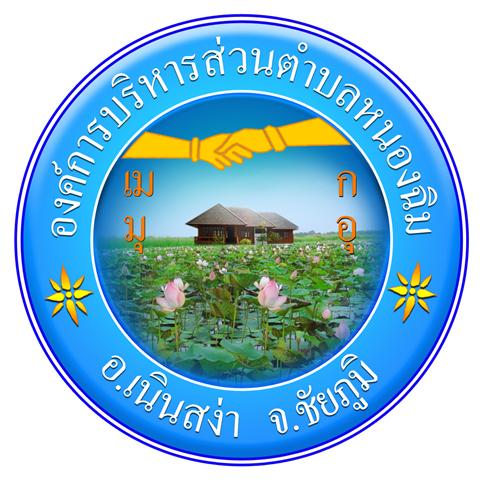 องค์การบริหารส่วนตำบลหนองฉิม
เม ก
มุ อุ
อ.เนินสง่า จ.ชัยภูมิ